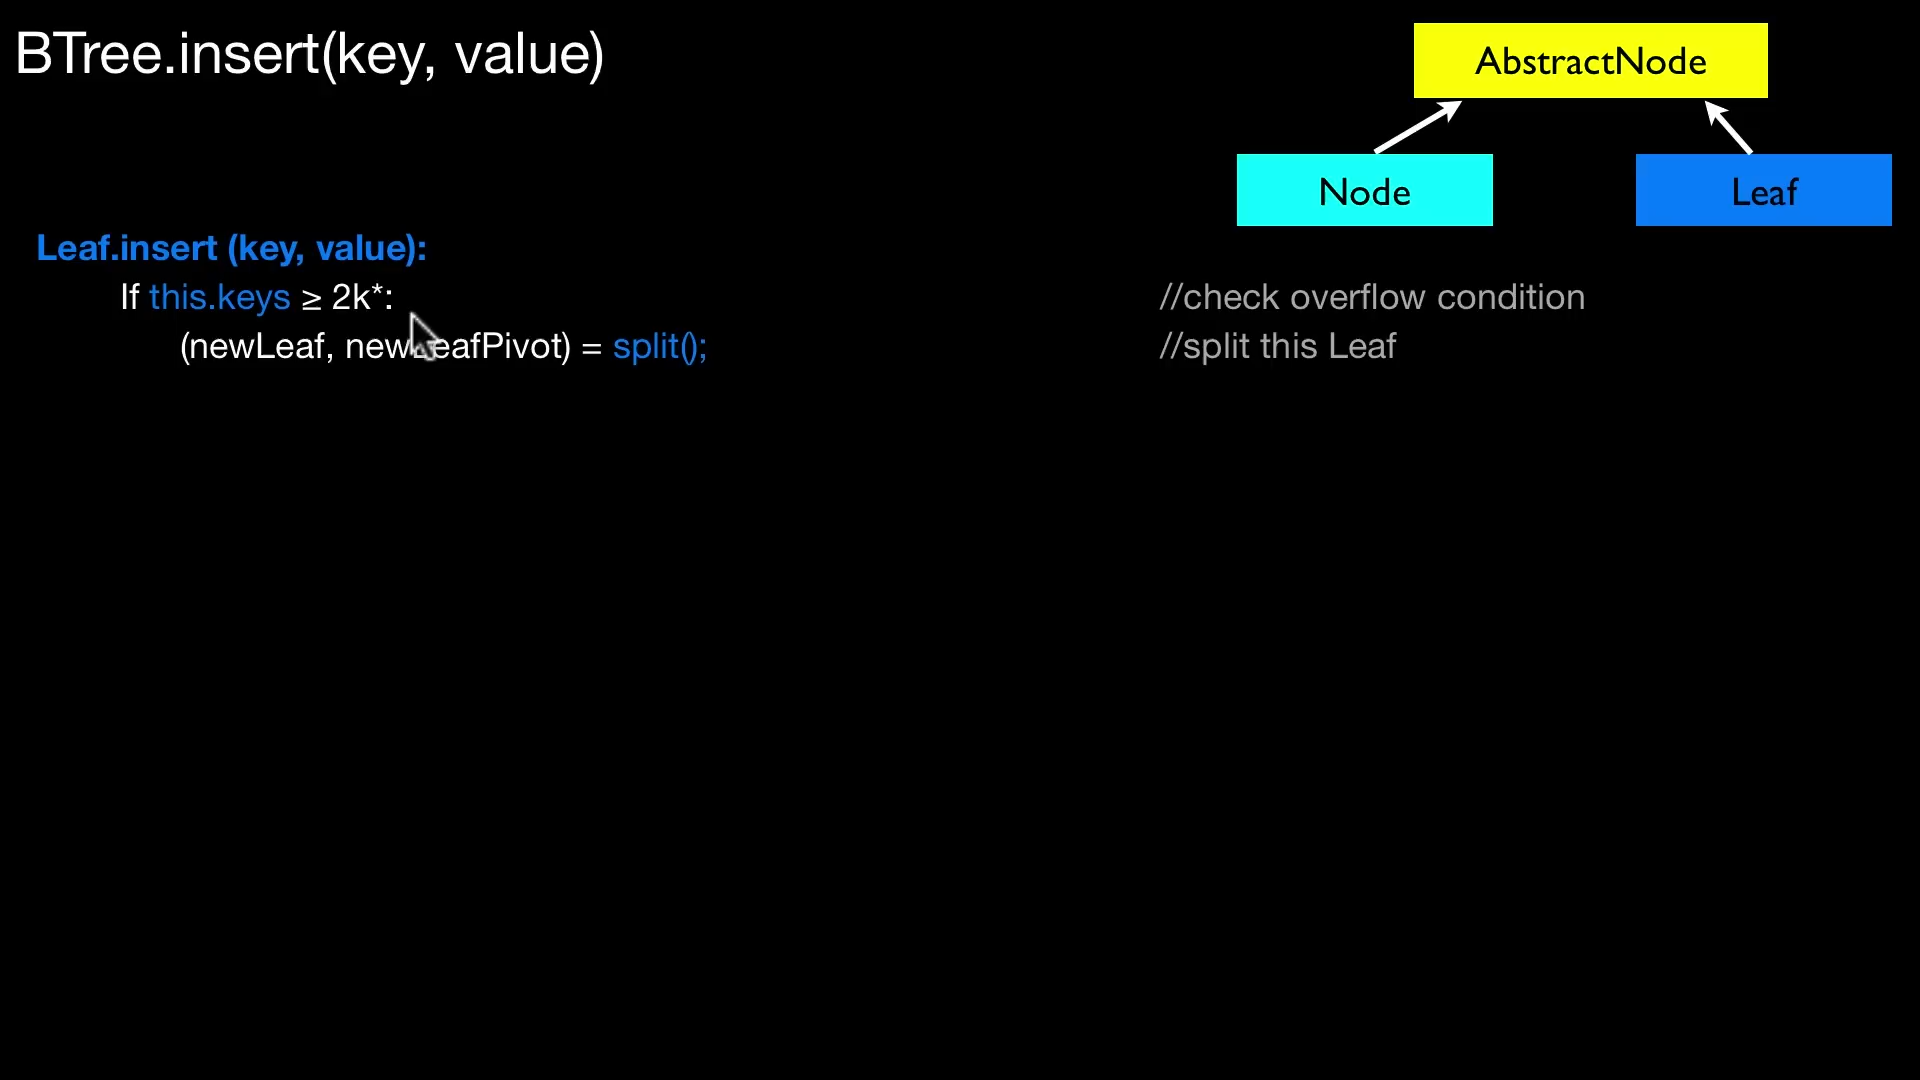 BTree.insert(key, value)
AbstractNode
Node
Leaf
Leaf.insert (key, value):
If this.keys ≥ 2k*: //check overflow condition
(newLeaf, newLeafPivot) = split(); //split this Leaf